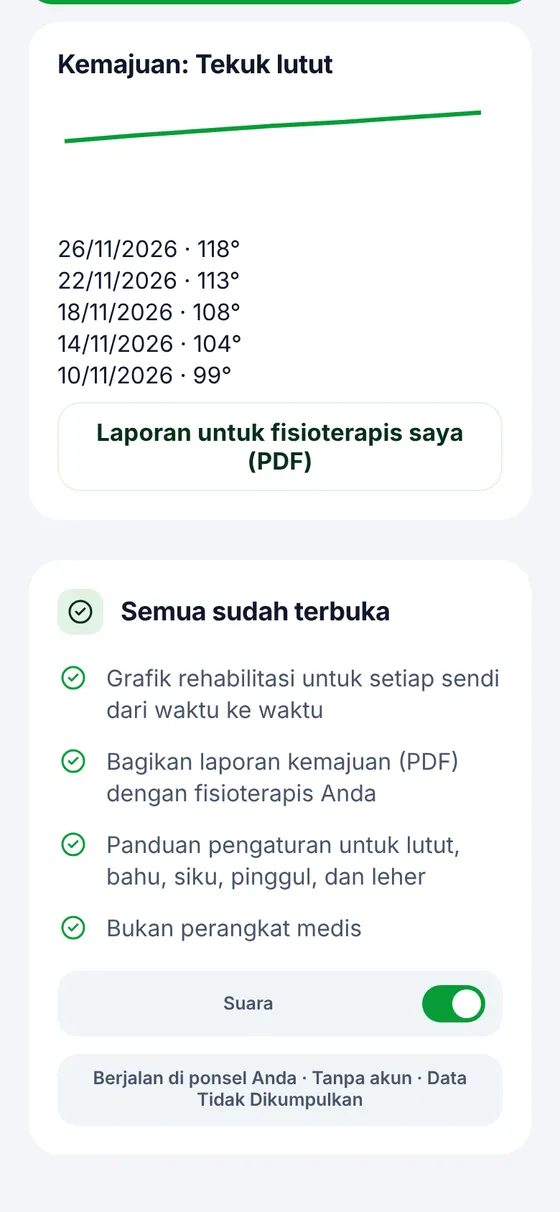 Kemajuan: Tekuk lutut
26/11/2026 · 118°
22/11/2026 · 113°
18/11/2026 · 108°
14/11/2026 · 104°
10/11/2026 · 99°
Laporan untuk fisioterapis saya
(PDF)
Semua sudah terbuka
Grafik rehabilitasi untuk setiap sendi
dari waktu ke waktu
Bagikan laporan kemajuan (PDF)
dengan fisioterapis Anda
Panduan pengaturan untuk lutut,
bahu, siku, pinggul, dan leher
Bukan perangkat medis
Suara
Berjalan di ponsel Anda · Tanpa akun · Data
Tidak Dikumpulkan